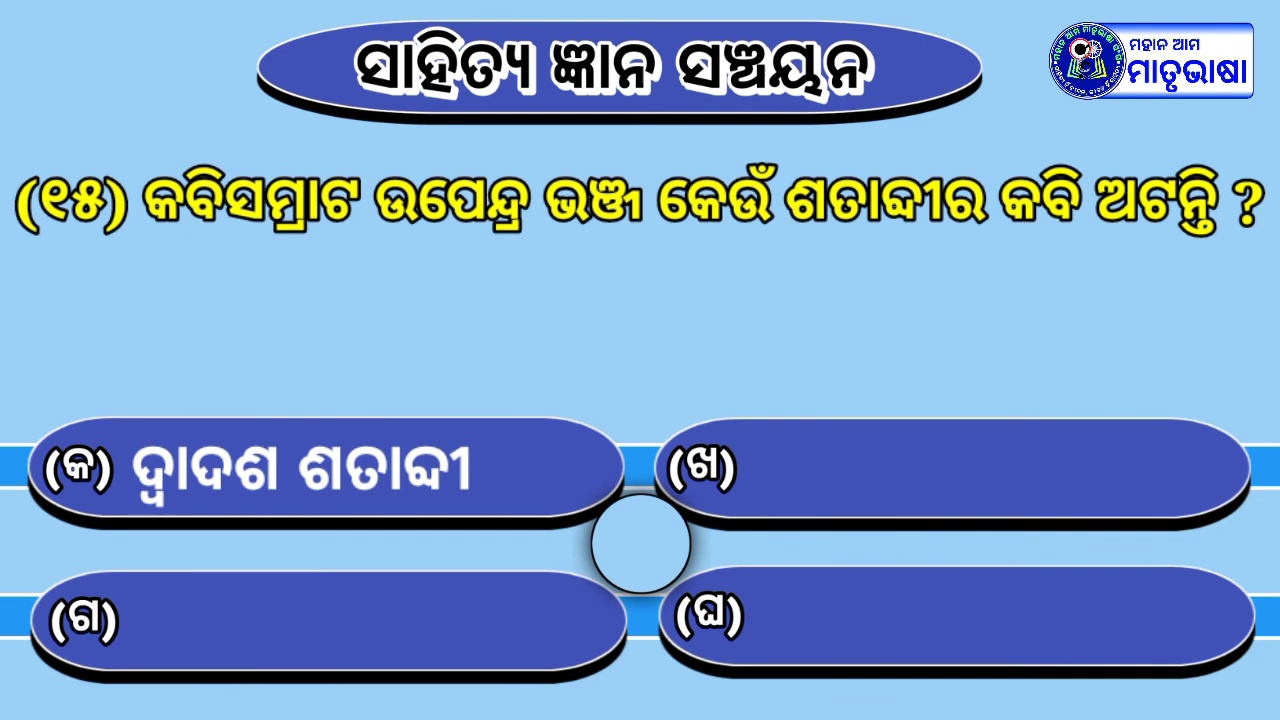 ସାହିତ୍ୟ ଜ୍ଞାନ ସଞ୍ଚୟନ
ମହାନ ଆମ
ମାତୃଭାଷା
(୧୫) କବିସମ୍ରାଟ ଉପେନ୍ଦ୍ର ଭଞ୍ଜ କେଉଁ ଶତାବ୍ଦୀର କବି ଅଟନ୍ତି ?
(କ) ଦ୍ୱାଦଶ ଶତାବ୍ଦୀ
(ଖ)
(ଗ)
(ଘ)